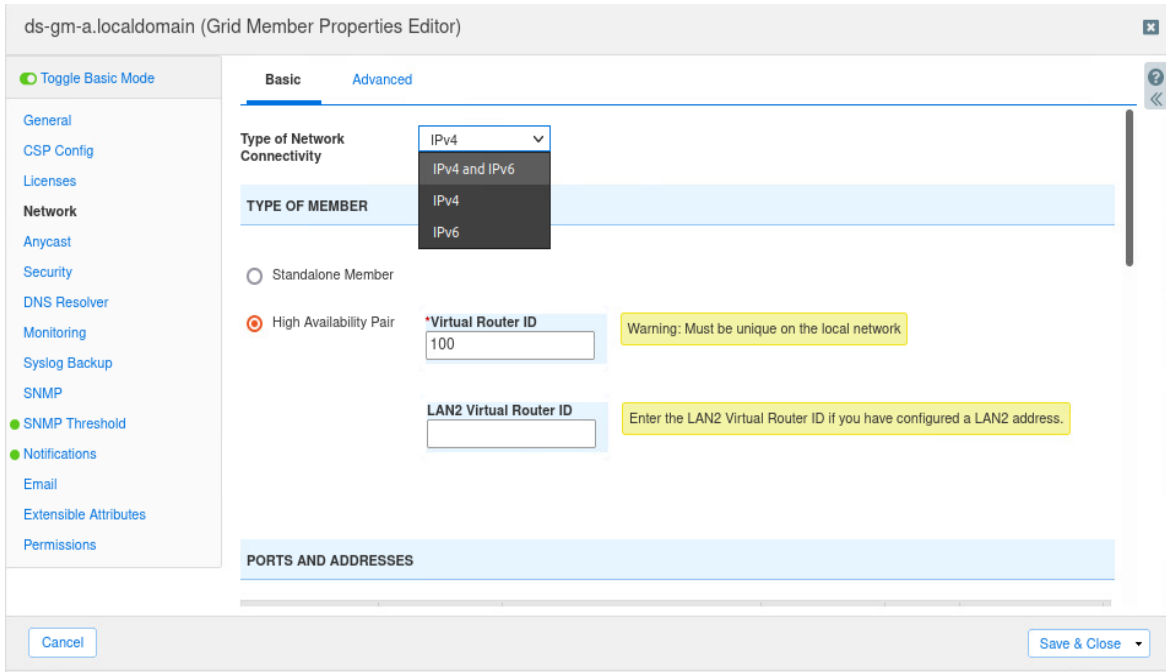 ds-gm-a.localdomain (Grid Member Properties Editor)
Toggle Basic Mode
General
CSP Config
Licenses
Network
Anycast
Security
DNS Resolver
Monitoring
Syslog Backup
SNMP
SNMP Threshold
Notifications
Email
Extensible Attributes
Permissions
Basic Advanced
Type of Network
Connectivity
IPv4
IPv4 and IPv6
IPv4
IPv6
TYPE OF MEMBER
Standalone Member
High Availability Pair
*Virtual Router ID
100
Warning: Must be unique on the local network
LAN2 Virtual Router ID
Enter the LAN2 Virtual Router ID if you have configured a LAN2 address.
PORTS AND ADDRESSES
Cancel
Save & Close